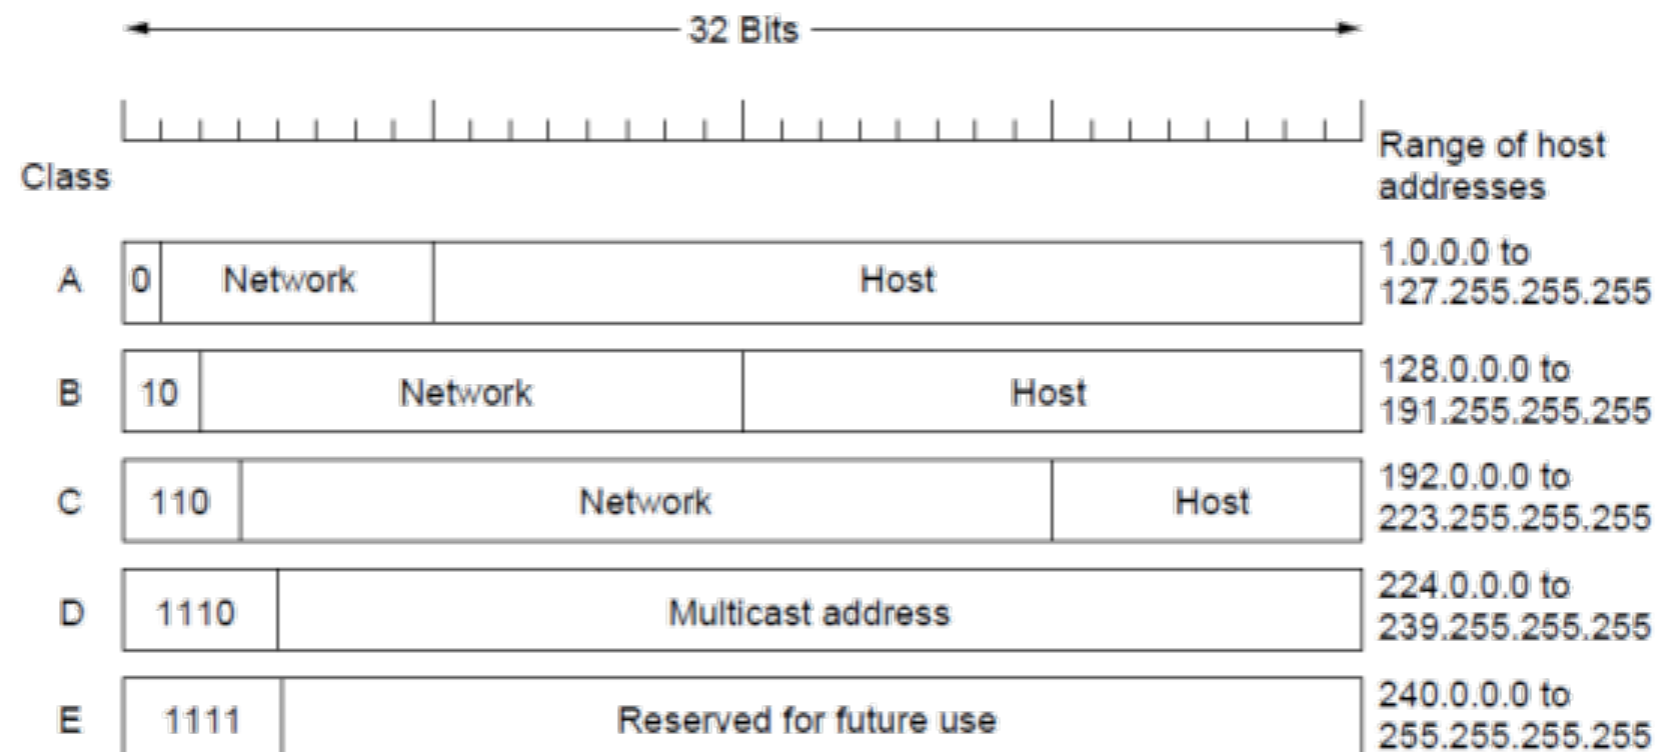 32 Bits
Range of host
addresses
Class
A 0 Network Host 1.0.0.0 to
127.255.255.255
B 10 Network Host 128.0.0.0 to
191.255.255.255
C 110 Network Host 192.0.0.0 to
223.255.255.255
D 1110 Multicast address 224.0.0.0 to
239.255.255.255
E 1111 Reserved for future use 240.0.0.0 to
255.255.255.255